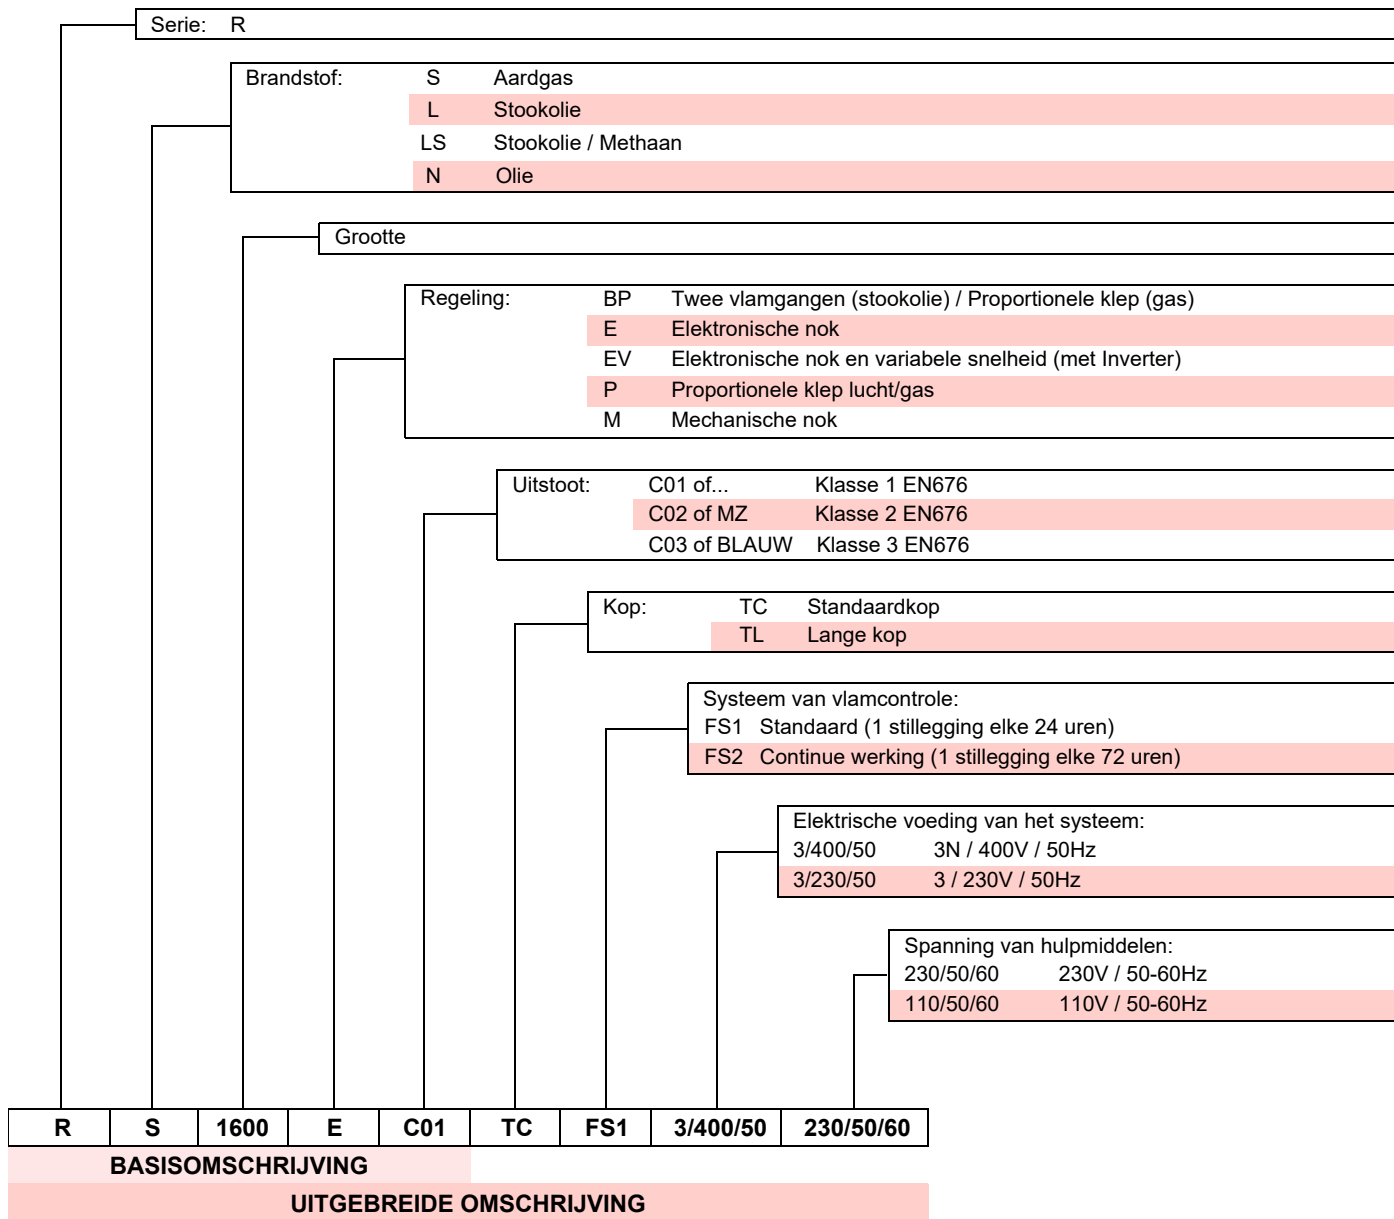 Serie: R
Brandstof: S Aardgas
L Stookolie
LS Stookolie / Methaan
N Olie
Grootte
Regeling: BP Twee vlamgangen (stookolie) / Proportionele klep (gas)
E Elektronische nok
EV Elektronische nok en variabele snelheid (met Inverter)
P Proportionele klep lucht/gas
M Mechanische nok
Uitstoot: C01 of... Klasse 1 EN676
C02 of MZ Klasse 2 EN676
C03 of BLAUW Klasse 3 EN676
Kop: TC Standaardkop
TL Lange kop
Systeem van vlamcontrole:
FS1 Standaard (1 stillegging elke 24 uren)
FS2 Continue werking (1 stillegging elke 72 uren)
Elektrische voeding van het systeem:
3/400/50 3N / 400V / 50Hz
3/230/50 3 / 230V / 50Hz
Spanning van hulpmiddelen:
230/50/60 230V / 50-60Hz
110/50/60 110V / 50-60Hz
R S 1600 E C01 TC FS1 3/400/50 230/50/60
BASISOMSCHRIJVING
UITGEBREIDE OMSCHRIJVING